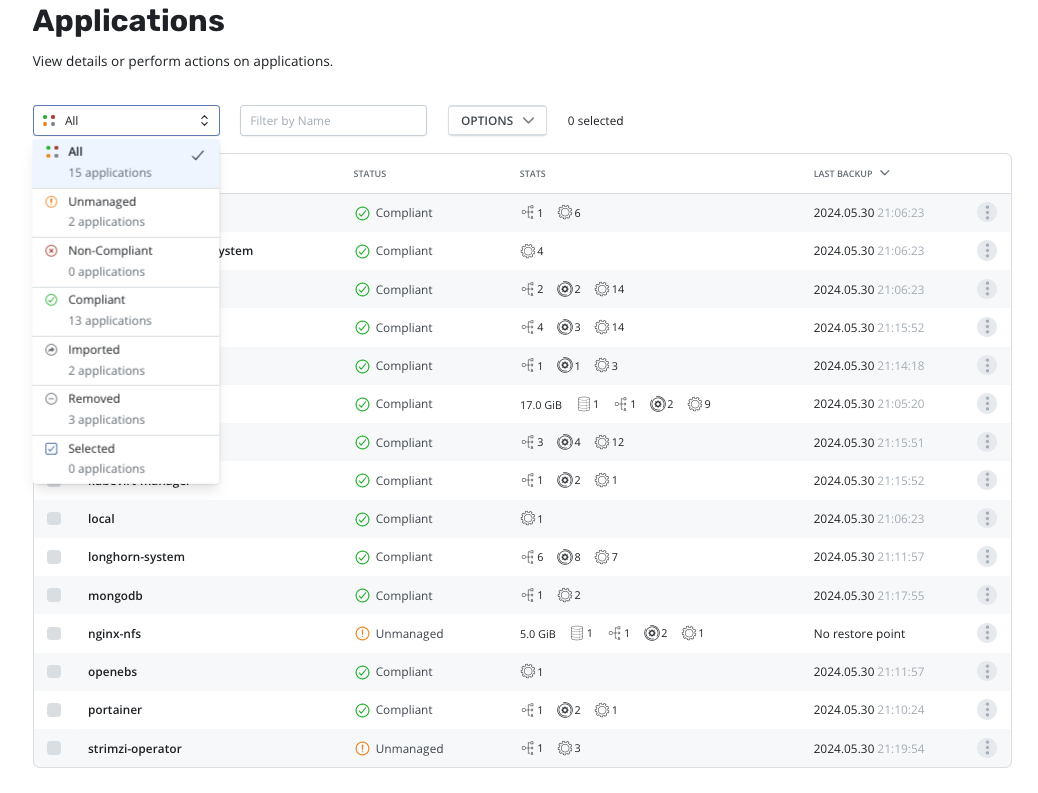 Applications
View details or perform actions on applications.
All
Filter by Name
OPTIONS
0 selected
All
15 applications
Unmanaged
2 applications
Non-Compliant
0 applications
Compliant
13 applications
Imported
2 applications
Removed
3 applications
Selected
0 applications
STATUS STATS LAST BACKUP
Compliant 1 6 2024.05.30 21:06:23
ystem Compliant 4 2024.05.30 21:06:23
Compliant 2 2 14 2024.05.30 21:06:23
Compliant 4 3 14 2024.05.30 21:15:52
Compliant 1 1 3 2024.05.30 21:14:18
Compliant 17.0 GiB 1 1 2 9 2024.05.30 21:05:20
Compliant 3 4 12 2024.05.30 21:15:51
Compliant 1 2 1 2024.05.30 21:15:52
local Compliant 1 2024.05.30 21:06:23
longhorn-system Compliant 6 8 7 2024.05.30 21:11:57
mongodb Compliant 1 2 2024.05.30 21:17:55
nginx-nfs Unmanaged 5.0 GiB 1 1 2 1 No restore point
openebs Compliant 1 2024.05.30 21:11:57
portainer Compliant 1 2 1 2024.05.30 21:10:24
strimzi-operator Unmanaged 1 3 2024.05.30 21:19:54